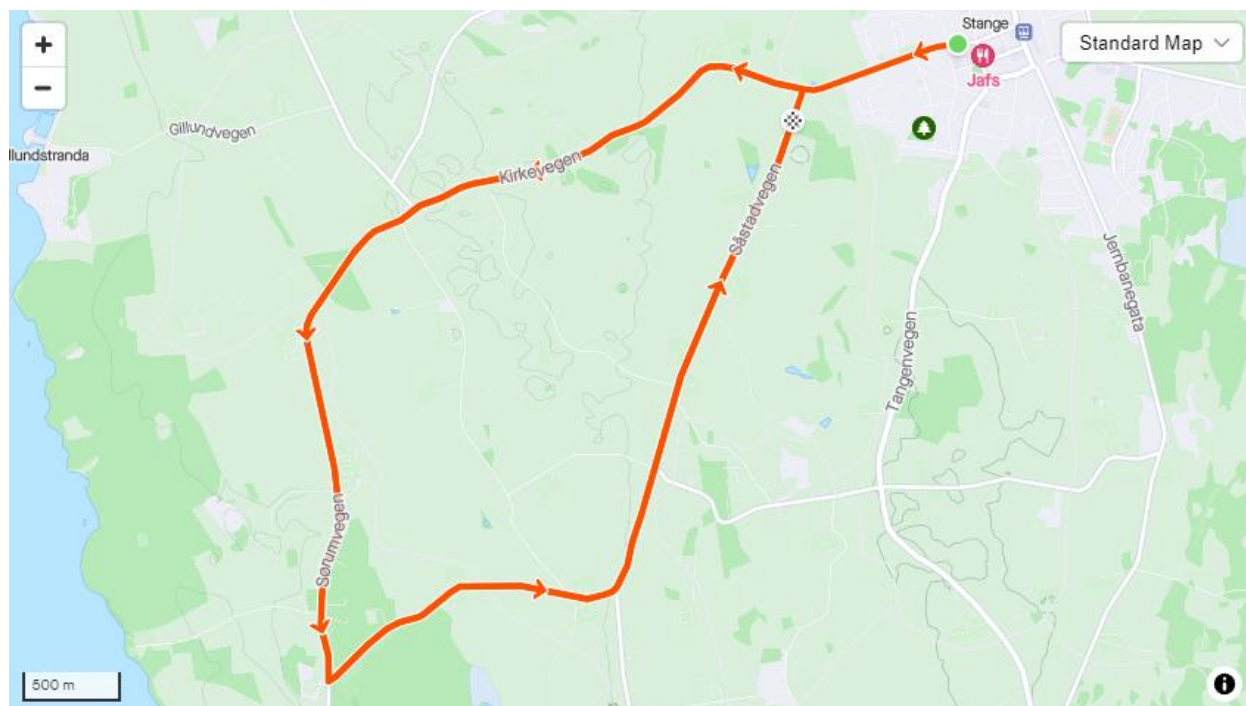 +
Stange
Standard Map
−
Jafs
Gillundvegen
llundstranda
Kirkevegen
Såstadvegen
Jernbanegata
Tangenvegen
Sørumvegen
500 m